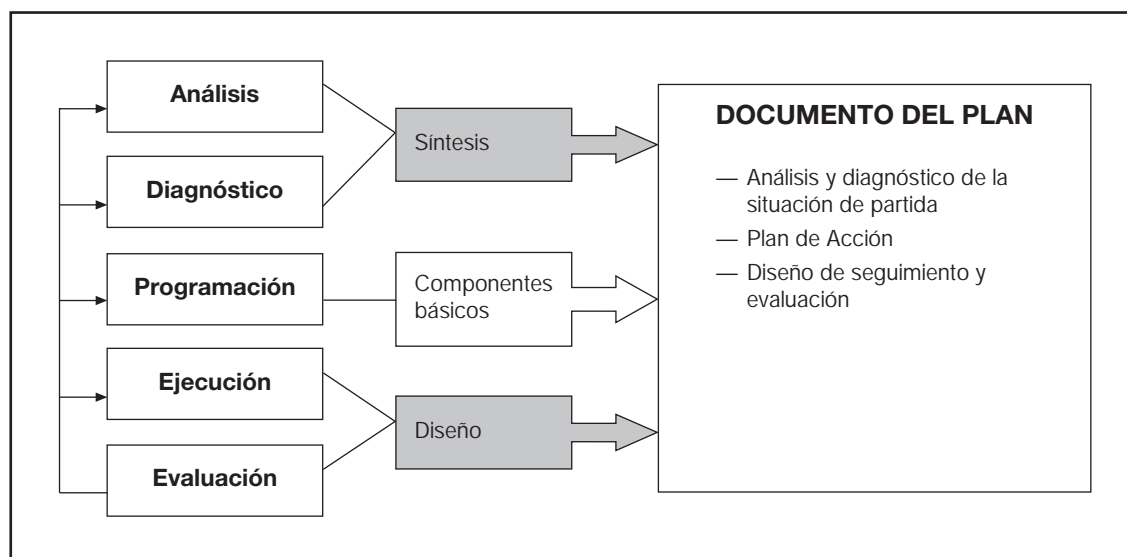 Análisis
Diagnóstico
Programación
Ejecución
Evaluación
Síntesis
Componentes
básicos
Diseño
DOCUMENTO DEL PLAN
— Análisis y diagnóstico de la
situación de partida
— Plan de Acción
— Diseño de seguimiento y
evaluación